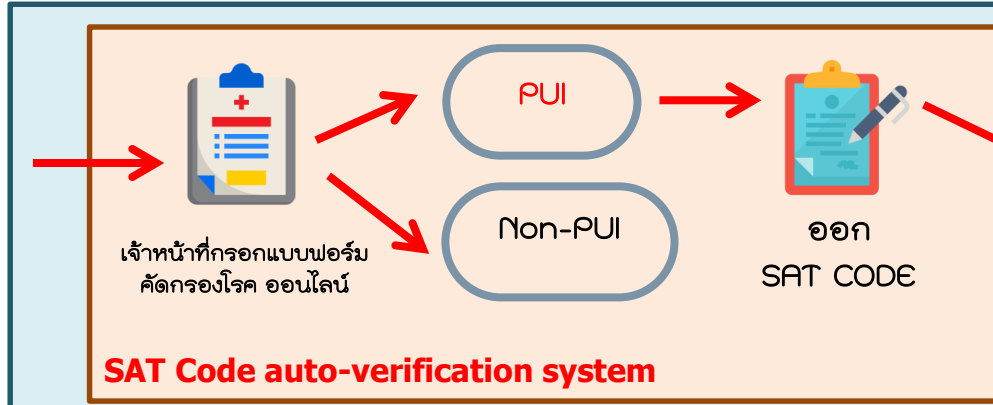 เจ้าหน้าที่กรอกแบบฟอร์ม
คัดกรองโรค ออนไลน์
PUI
Non-PUI
ออก
SAT CODE
SAT Code auto-verification system